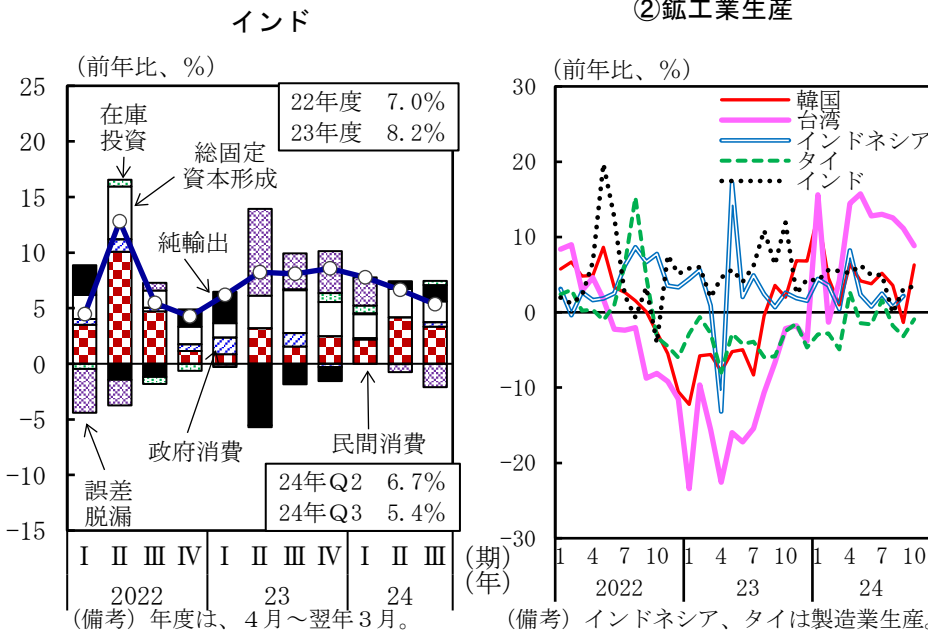 インド
(前年比、%)
22年度 7.0%
23年度 8.2%
在庫
投資
総固定
資本形成
純輸出
政府消費
民間消費
誤差
脱漏
24年Q2 6.7%
24年Q3 5.4%
25
20
15
10
5
0
−5
−10
−15
Ⅰ Ⅱ Ⅲ Ⅳ Ⅰ Ⅱ Ⅲ Ⅳ Ⅰ Ⅱ Ⅲ (期)
2022 23 24 (年)
(備考)年度は、4月~翌年3月。
②鉱工業生産
(前年比、%)
韓国
台湾
インドネシア
タイ
インド
30
20
10
0
−10
−20
−30
1 4 7 10 1 4 7 10 1 4 7 10
2022 23 24
(備考)インドネシア、タイは製造業生産。